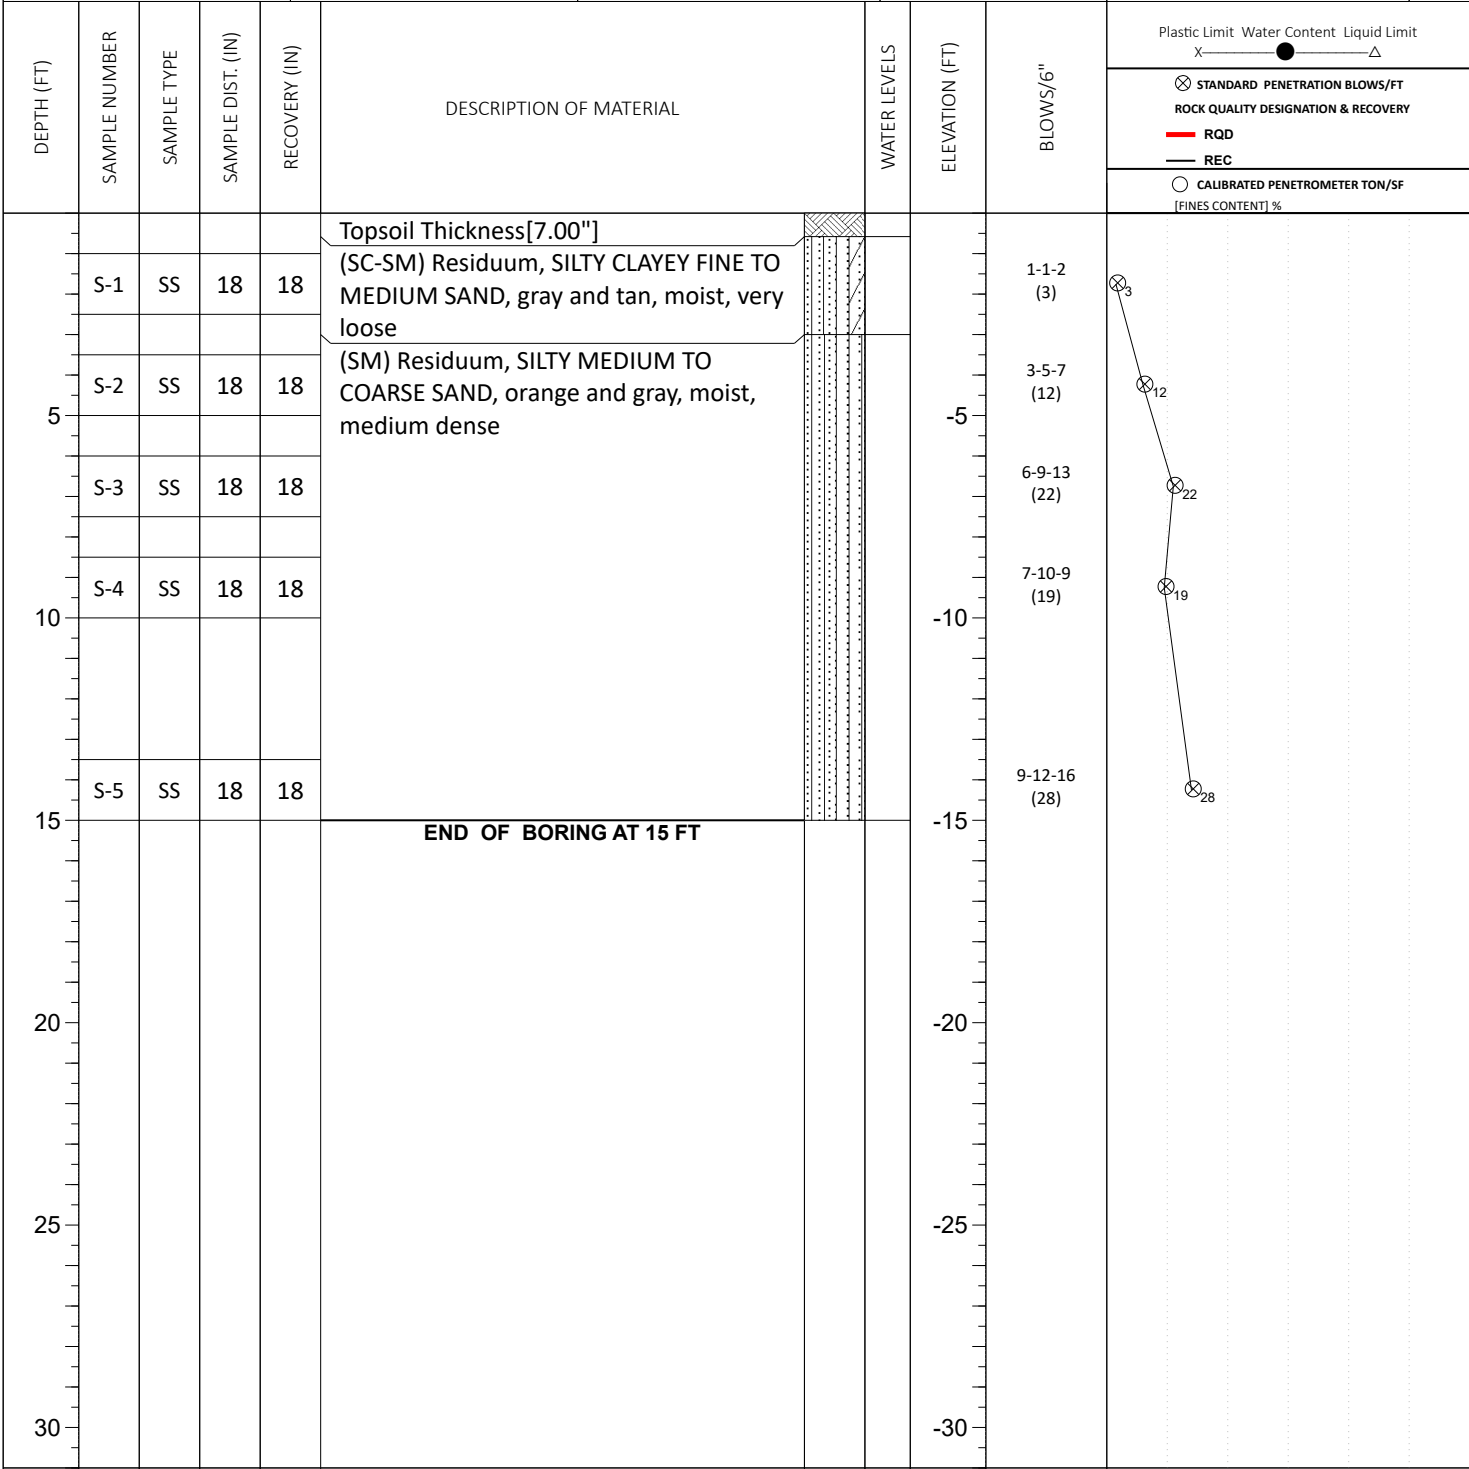 DEPTH (FT)
SAMPLE NUMBER
SAMPLE TYPE
SAMPLE DIST. (IN)
RECOVERY (IN)
DESCRIPTION OF MATERIAL
WATER LEVELS
ELEVATION (FT)
BLOWS/6"
Plastic Limit Water Content Liquid Limit
X
STANDARD PENETRATION BLOWS/FT
ROCK QUALITY DESIGNATION & RECOVERY
RQD
REC
CALIBRATED PENETROMETER TON/SF
[FINES CONTENT] %
Topsoil Thickness[7.00"]
(SC-SM) Residuum, SILTY CLAYEY FINE TO
MEDIUM SAND, gray and tan, moist, very
loose
S-1 SS 18 18
1-1-2
(3)
3
(SM) Residuum, SILTY MEDIUM TO
COARSE SAND, orange and gray, moist,
medium dense
S-2 SS 18 18
3-5-7
(12)
12
5 -5
S-3 SS 18 18
6-9-13
(22)
22
S-4 SS 18 18
7-10-9
(19)
19
10 -10
S-5 SS 18 18
9-12-16
(28)
28
15 -15
END OF BORING AT 15 FT
20 -20
25 -25
30 -30